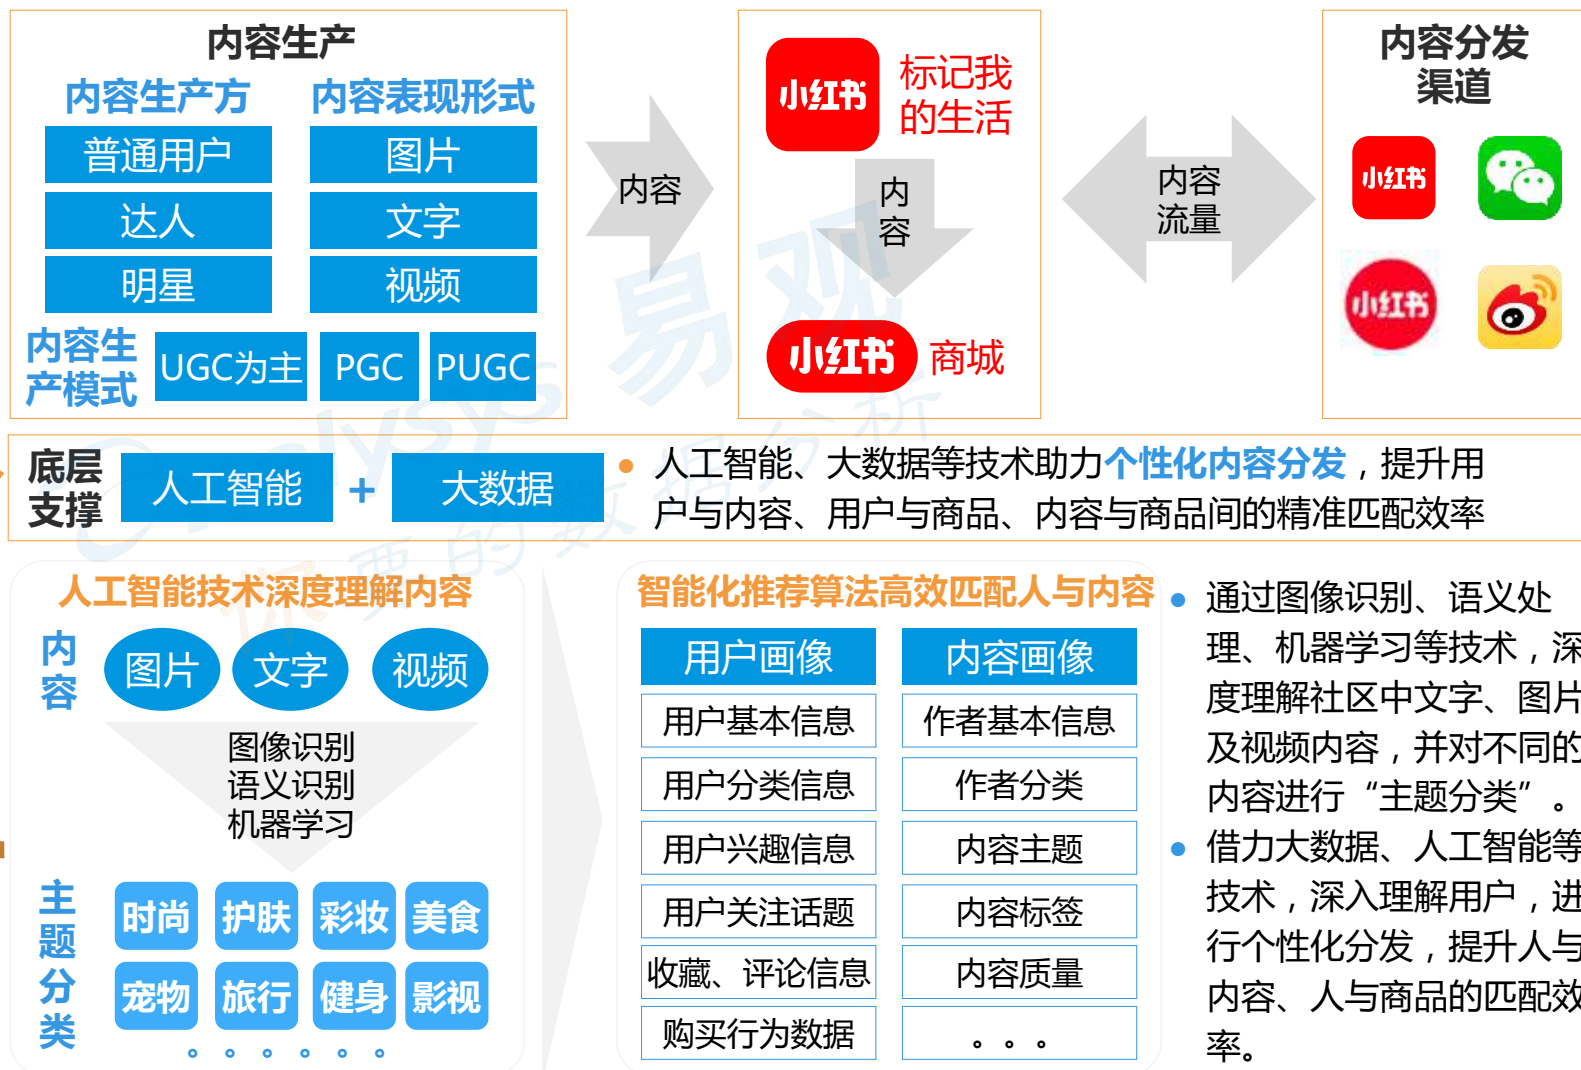 内容生产
内容生产方
内容表现形式
普通用户
图片
达人
文字
明星
视频
内容生
产模式
UGC为主
PGC
PUGC
内容
小红书
标记我
的生活
内
容
小红书
商城
内容
流量
内容分发
渠道
小红书
小红书
底层
支撑
人工智能
+
大数据
人工智能、大数据等技术助力个性化内容分发，提升用
户与内容、用户与商品、内容与商品间的精准匹配效率
人工智能技术深度理解内容
内
容
图片
文字
视频
图像识别
语义识别
机器学习
主
题
分
类
时尚
护肤
彩妆
美食
宠物
旅行
健身
影视
。。。。。。
智能化推荐算法高效匹配人与内容
用户画像
内容画像
用户基本信息
作者基本信息
用户分类信息
作者分类
用户兴趣信息
内容主题
用户关注话题
内容标签
收藏、评论信息
内容质量
购买行为数据
。。。
通过图像识别、语义处
理、机器学习等技术，深
度理解社区中文字、图片
及视频内容，并对不同的
内容进行“主题分类”。
借力大数据、人工智能等
技术，深入理解用户，进
行个性化分发，提升人与
内容、人与商品的匹配效
率。
analysys 易观
你要的数据分析